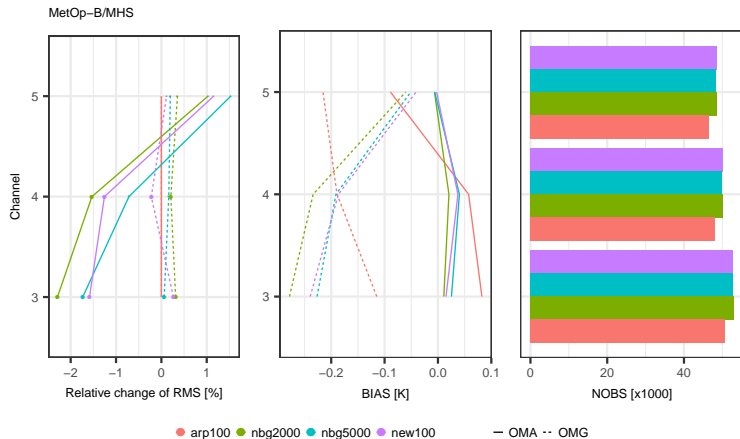 MetOp−B/MHS
Channel
5
4
3
−2 −1 0 1
Relative change of RMS [%]
5
4
3
−0.2 −0.1 0.0 0.1
BIAS [K]
0 20 40
NOBS [x1000]
arp100 nbg2000 nbg5000 new100 OMA OMG